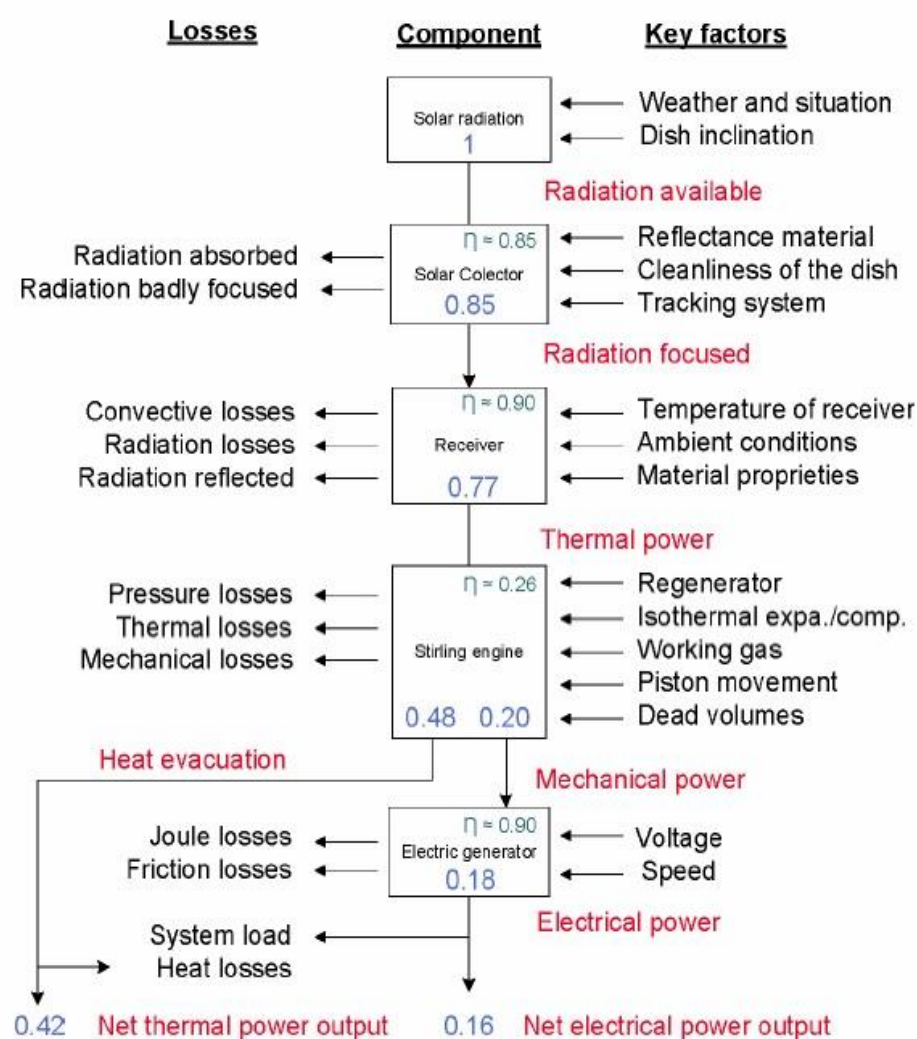 Losses Component Key factors
Solar radiation
1
Weather and situation
Dish inclination
Radiation available
Radiation absorbed
Radiation badly focused
η ≈ 0.85
Solar Colector
0.85
Reflectance material
Cleanliness of the dish
Tracking system
Radiation focused
Convective losses
Radiation losses
Radiation reflected
η ≈ 0.90
Receiver
0.77
Temperature of receiver
Ambient conditions
Material proprieties
Thermal power
Pressure losses
Thermal losses
Mechanical losses
η ≈ 0.26
Stirling engine
0.48 0.20
Regenerator
Isothermal expa./comp.
Working gas
Piston movement
Dead volumes
Heat evacuation
Mechanical power
Joule losses
Friction losses
η ≈ 0.90
Electric generator
0.18
Voltage
Speed
Electrical power
System load
Heat losses
0.42 Net thermal power output
0.16 Net electrical power output